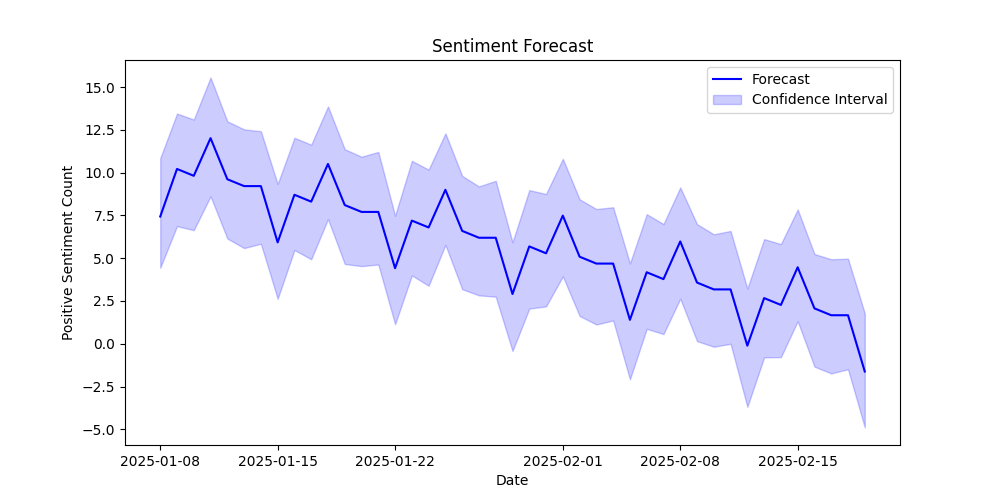 Sentiment Forecast
Forecast
Confidence Interval
Positive Sentiment Count
15.0
12.5
10.0
7.5
5.0
2.5
0.0
−2.5
−5.0
2025-01-08 2025-01-15 2025-01-22 2025-02-01 2025-02-08 2025-02-15
Date